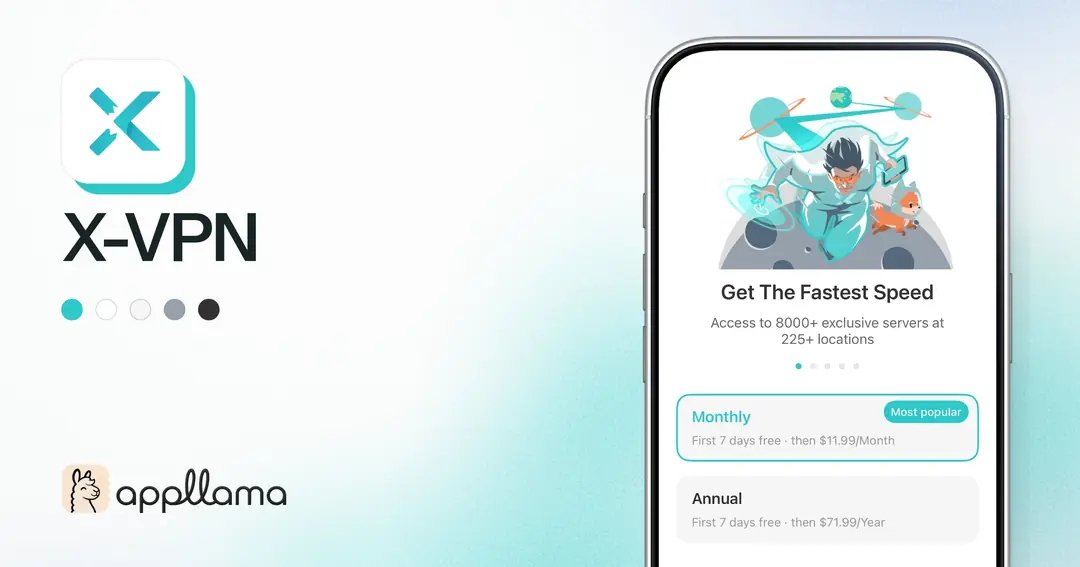 X-VPN
appllama
Get The Fastest Speed
Access to 8000+ exclusive servers at
225+ locations
Most popular
Monthly
First 7 days free · then $11.99/Month
Annual
First 7 days free · then $71.99/Year